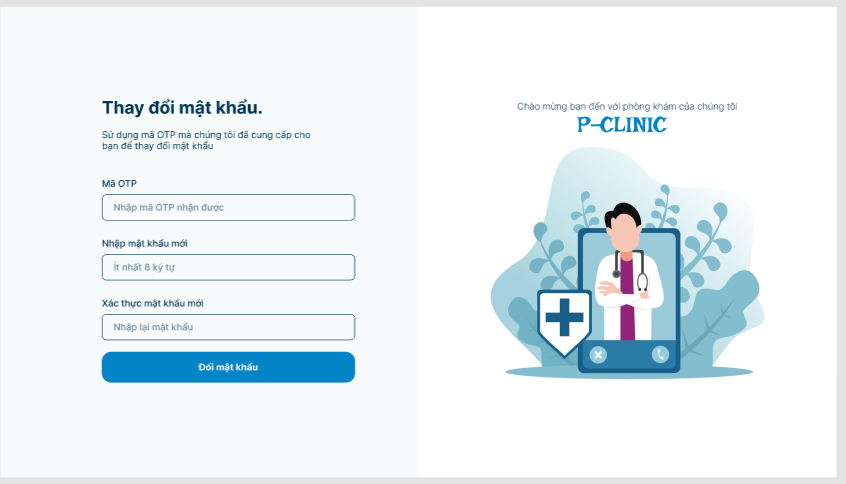 Thay đổi mật khẩu.
Sử dụng mã OTP mà chúng tôi đã cung cấp cho
bạn để thay đổi mật khẩu
Mã OTP
Nhập mã OTP nhận được
Nhập mật khẩu mới
Ít nhất 8 ký tự
Xác thực mật khẩu mới
Nhập lại mật khẩu
Đổi mật khẩu
Chào mừng bạn đến với phòng khám của chúng tôi
P-CLINIC